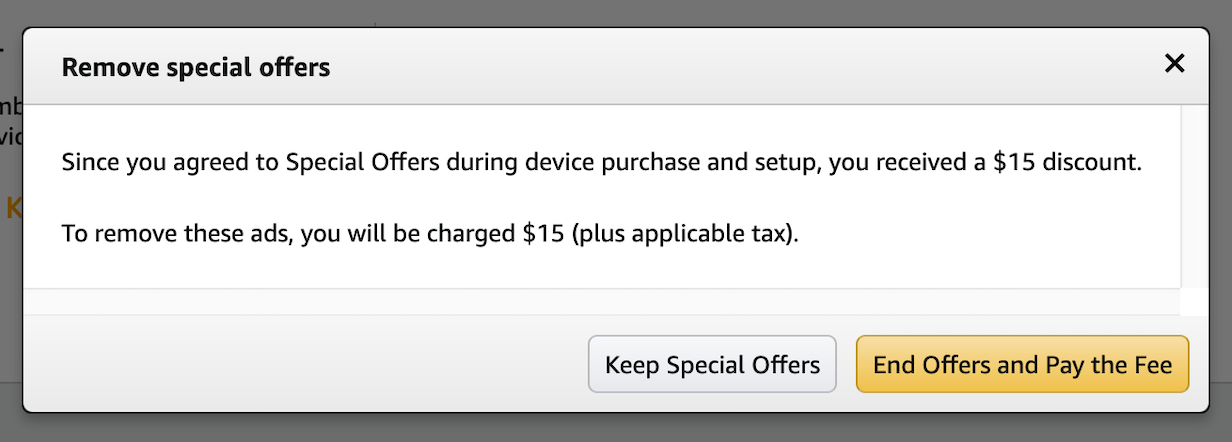 Remove special offers
Since you agreed to Special Offers during device purchase and setup, you received a $15 discount.
To remove these ads, you will be charged $15 (plus applicable tax).
Keep Special Offers
End Offers and Pay the Fee